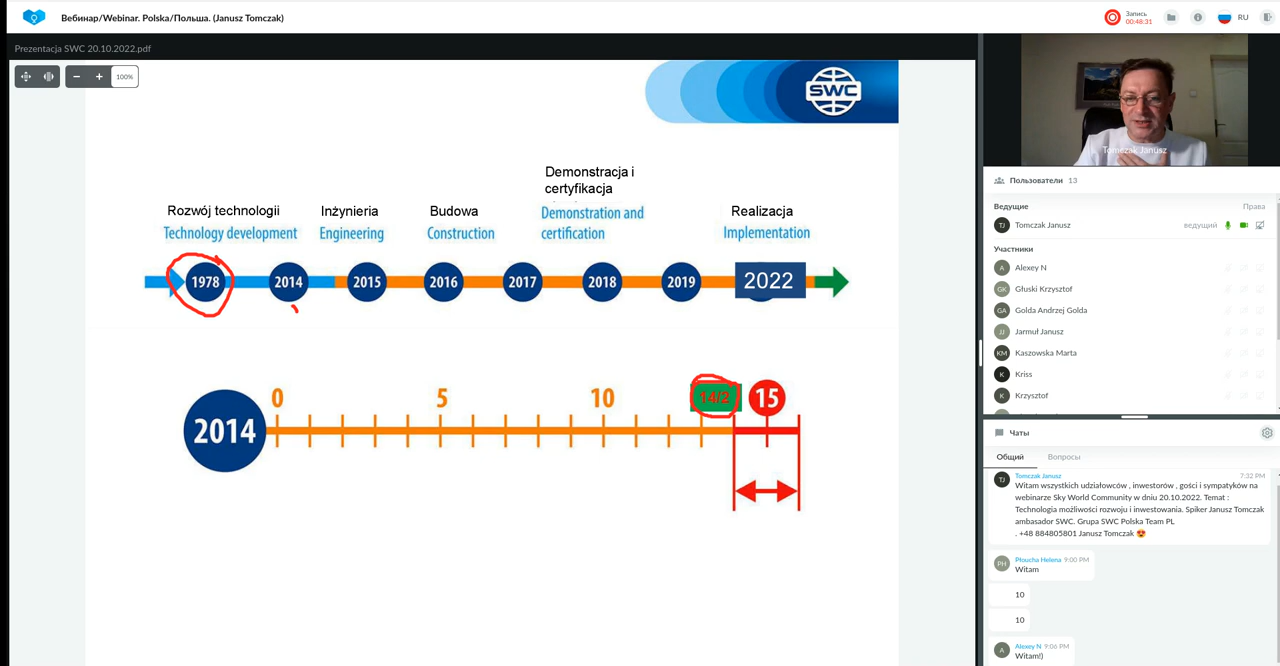 Вебинар/Webinar. Polska/Польша. (Janusz Tomczak)
Запись
00:48:31
RU
Prezentacja SWC 20.10.2022.pdf
100%
SWC
Demonstracja i
certyfikacja
Rozwój technologii
Inżynieria
Budowa
Realizacja
Technology development
Engineering
Construction
Demonstration and
certification
Implementation
1978
2014
2015
2016
2017
2018
2019
2022
0
5
10
14/2
15
2014
Tomczak Janusz
Пользователи 13
Ведущие
Права
TJ Tomczak Janusz ведущий
Участники
A Alexey N
GK Głuski Krzysztof
GA Golda Andrzej Golda
JJ Jarmuł Janusz
KM Kaszowska Marta
K Kriss
K Krzysztof
Чаты
Общий
Вопросы
TJ Tomczak Janusz 7:32 PM
Witam wszystkich udziałowców , inwestorów , gości i sympatyków na
webinarze Sky World Community w dniu 20.10.2022. Temat :
Technologia możliwości rozwoju i inwestowania. Spiker Janusz Tomczak
ambasador SWC. Grupa SWC Polska Team PL
. +48 884805801 Janusz Tomczak 😍
PH Płoucha Helena 9:00 PM
Witam
10
10
A Alexey N 9:06 PM
Witam!)